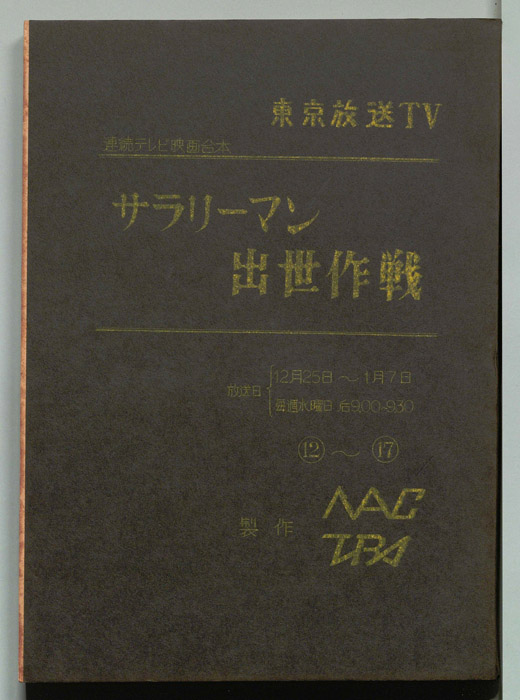 東京放送TV
連続テレビ映画台本
サラリーマン
出世作戦
放送日
12月25日～1月7日
毎週水曜日 后9.00~9.30
⑫～⑰
製作
NAC